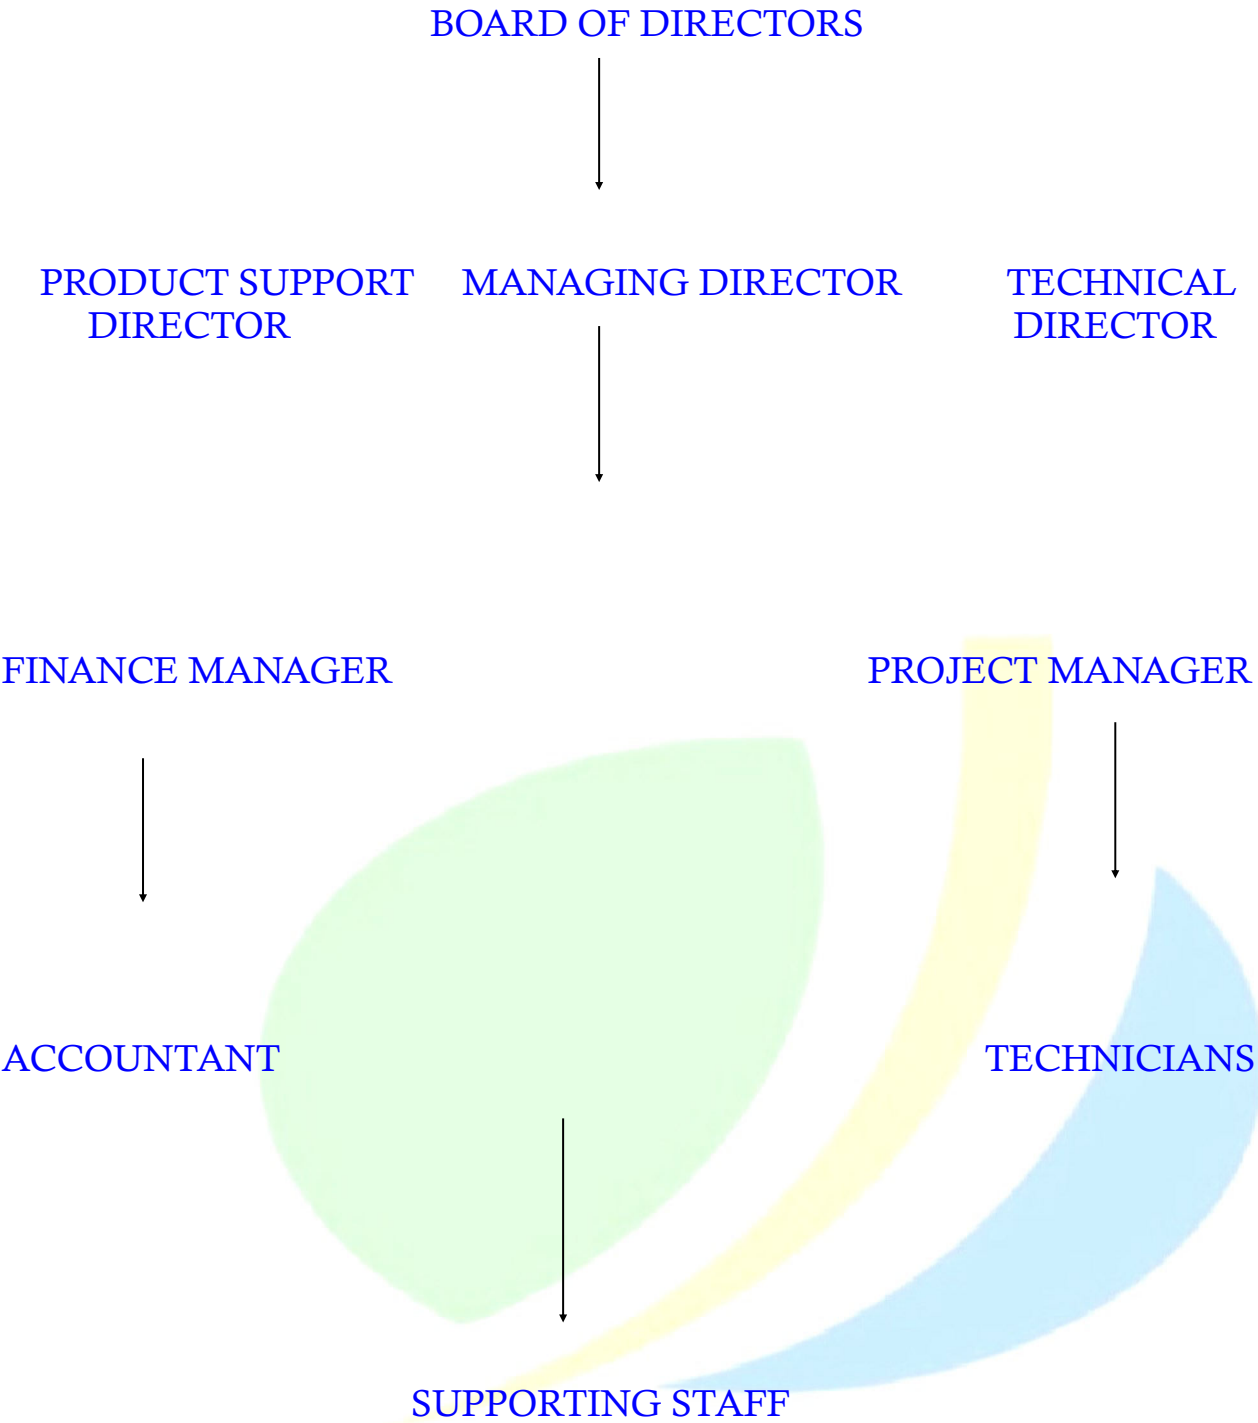 BOARD OF DIRECTORS
PRODUCT SUPPORT MANAGING DIRECTOR TECHNICAL
DIRECTOR DIRECTOR
FINANCE MANAGER PROJECT MANAGER
ACCOUNTANT TECHNICIANS
SUPPORTING STAFF